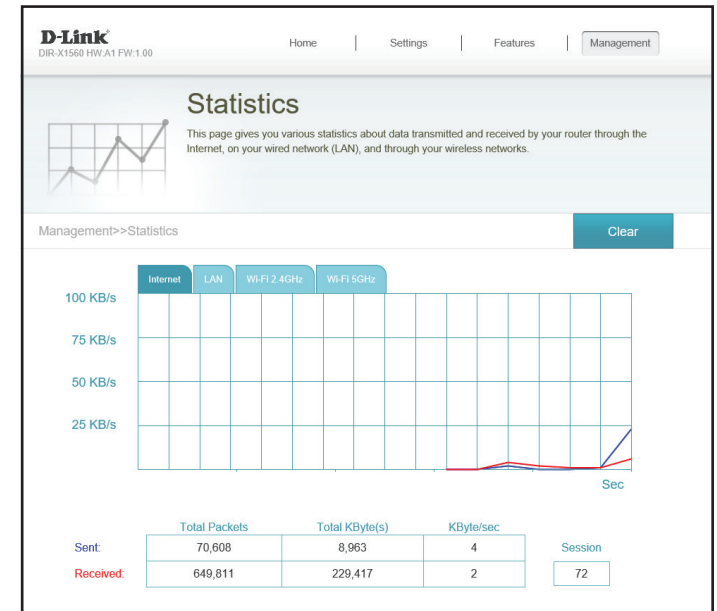 D-Link
DIR-X1560 HW:A1 FW:1.00
Home | Settings | Features | Management
Statistics
This page gives you various statistics about data transmitted and received by your router through the
Internet, on your wired network (LAN), and through your wireless networks.
Management>>Statistics
Clear
Internet LAN Wi-Fi 2.4GHz Wi-Fi 5GHz
100 KB/s
75 KB/s
50 KB/s
25 KB/s
Sec
Total Packets Total KByte(s) KByte/sec
Sent: 70,608 8,963 4 Session
Received: 649,811 229,417 2 72